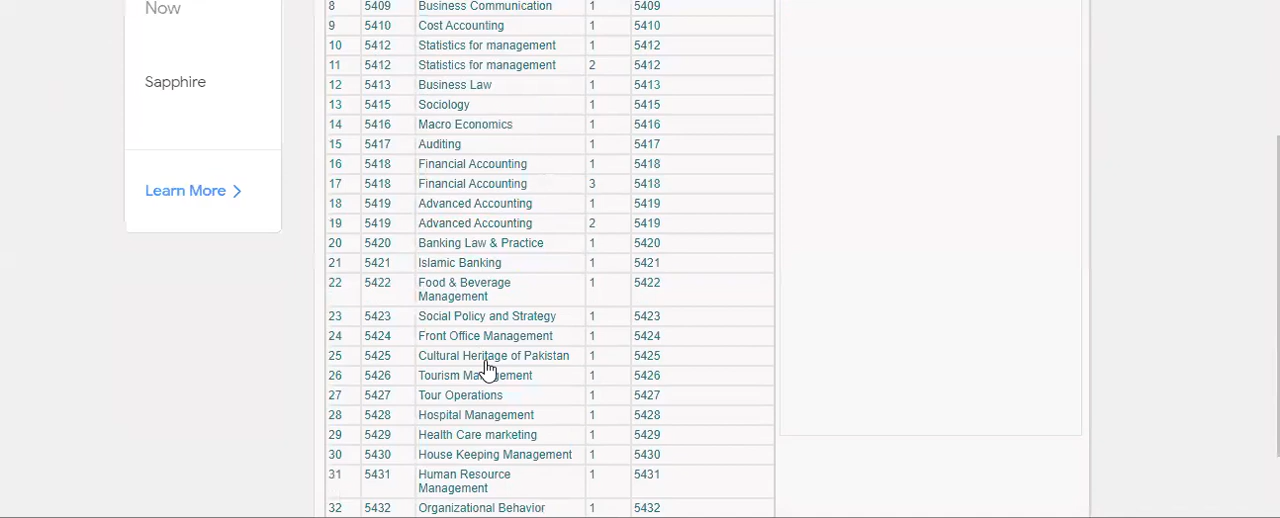 Now
Sapphire
Learn More
8 5409 Business Communication 1 5409
9 5410 Cost Accounting 1 5410
10 5412 Statistics for management 1 5412
11 5412 Statistics for management 2 5412
12 5413 Business Law 1 5413
13 5415 Sociology 1 5415
14 5416 Macro Economics 1 5416
15 5417 Auditing 1 5417
16 5418 Financial Accounting 1 5418
17 5418 Financial Accounting 3 5418
18 5419 Advanced Accounting 1 5419
19 5419 Advanced Accounting 2 5419
20 5420 Banking Law & Practice 1 5420
21 5421 Islamic Banking 1 5421
22 5422 Food & Beverage 1 5422
Management
23 5423 Social Policy and Strategy 1 5423
24 5424 Front Office Management 1 5424
25 5425 Cultural Heritage of Pakistan 1 5425
26 5426 Tourism Management 1 5426
27 5427 Tour Operations 1 5427
28 5428 Hospital Management 1 5428
29 5429 Health Care marketing 1 5429
30 5430 House Keeping Management 1 5430
31 5431 Human Resource 1 5431
Management
32 5432 Organizational Behavior 1 5432